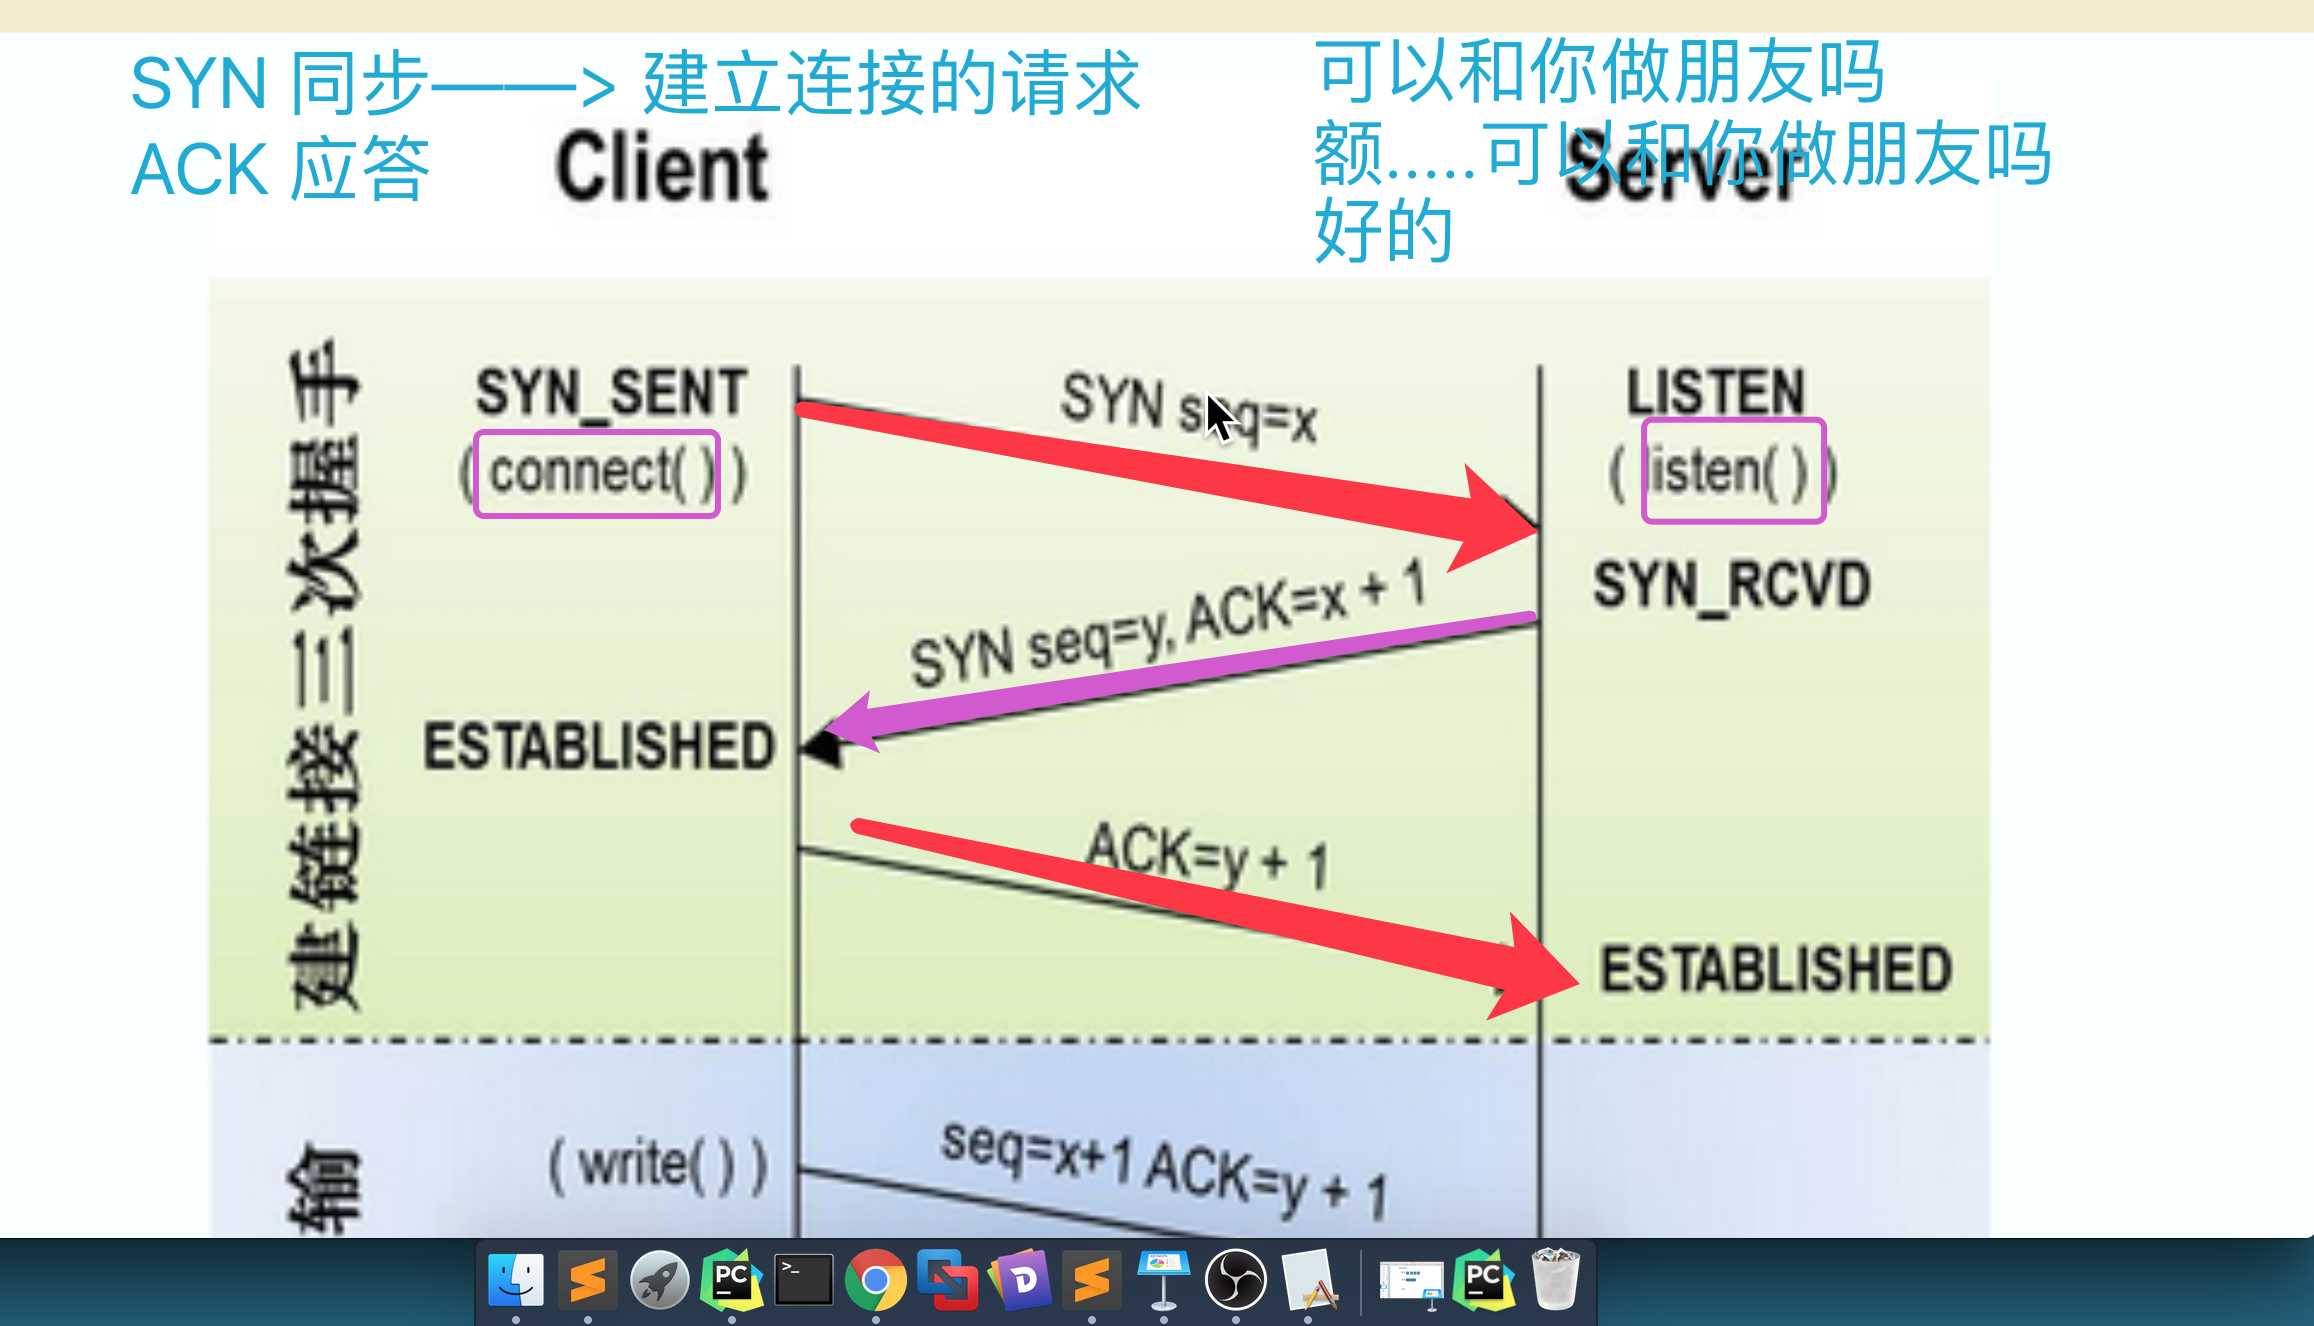 SYN 同步——> 建立连接的请求
ACK 应答
可以和你做朋友吗
额.....可以和你做朋友吗
好的
Client
Server
建链接三次握手
SYN_SENT
( connect( ) )
SYN seq=x
LISTEN
( listen( ) )
SYN_RCVD
SYN seq=y, ACK=x + 1
ESTABLISHED
ACK=y + 1
ESTABLISHED
输
( write( ) )
seq=x+1 ACK=y + 1
PC
>_
D
PC